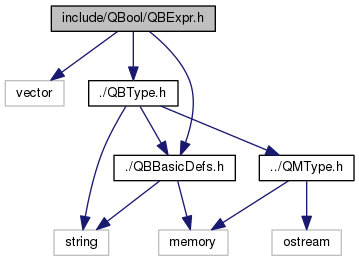 include/QBool/QBExpr.h
vector
./QBType.h
./QBBasicDefs.h
../QMType.h
string
memory
ostream